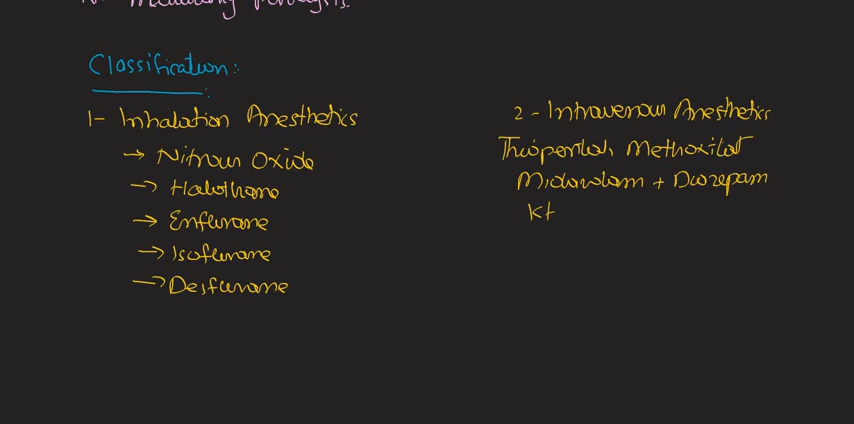 Classification:
1- Inhalation Anesthetics
→ Nitrous Oxide
→ Halothane
→ Enflurane
→ Isoflurane
→ Desflurane
2 - Intravenous Anesthetics
Thiopental, Methoxital
Midazolam + Diazepam
Kt